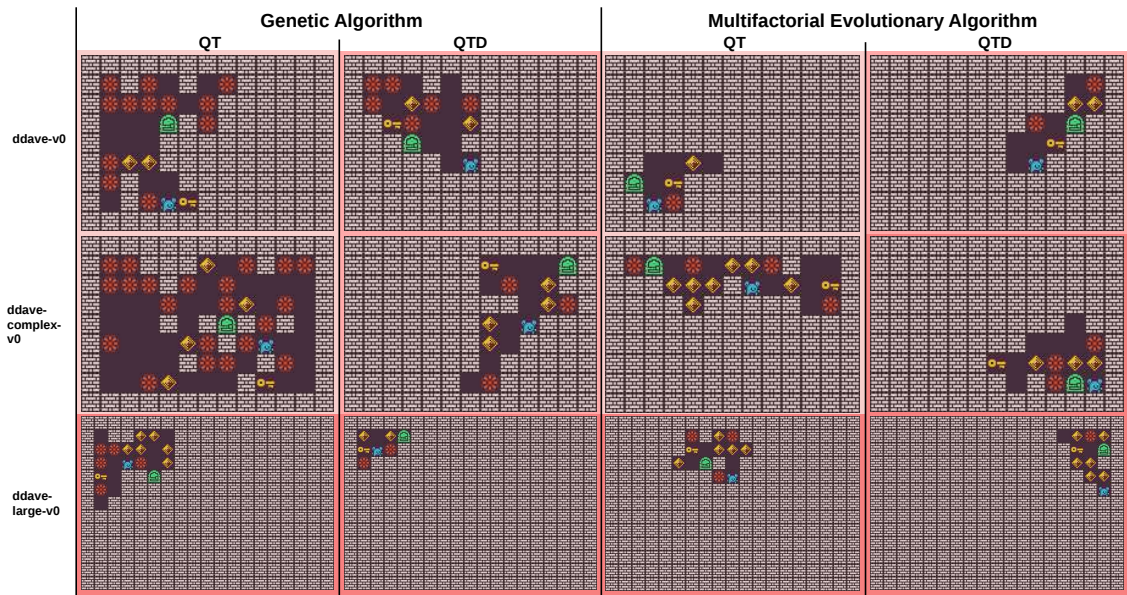 Genetic Algorithm
Multifactorial Evolutionary Algorithm
QT
QTD
QT
QTD
ddave-v0
ddave-
complex-
v0
ddave-
large-v0